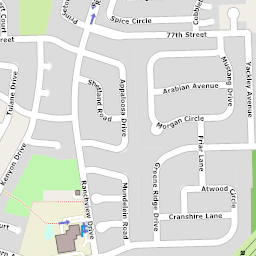 Spice Circle
77th Street
Street
Yackley Avenue
Mustang Drive
Arabian Avenue
Shetland Road
Appaloosa Drive
Tulane Drive
Morgan Circle
Friar Lane
Kenyon Drive
Ranchview Drive
Mundelein Road
Greene Ridge Drive
Atwood Circle
Cranshire Lane